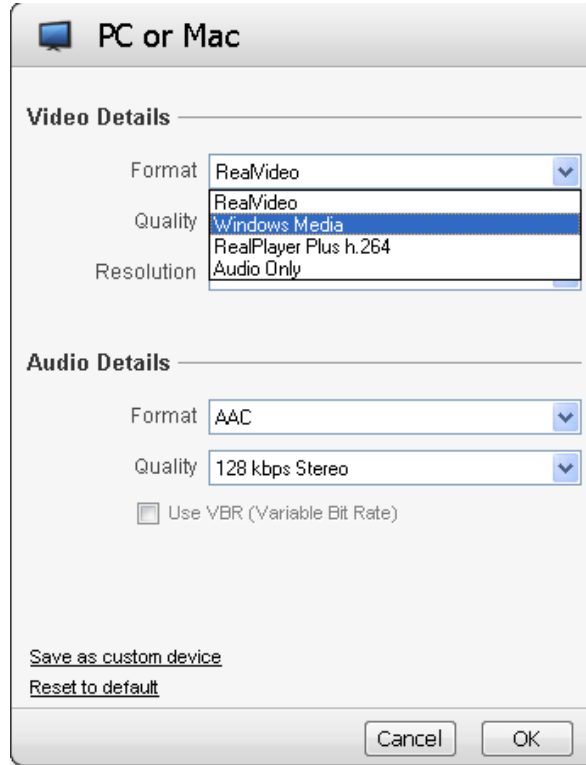 PC or Mac
Video Details
Format RealVideo
RealVideo
Quality Windows Media
RealPlayer Plus h.264
Resolution Audio Only
Audio Details
Format AAC
Quality 128 kbps Stereo
Use VBR (Variable Bit Rate)
Save as custom device
Reset to default
Cancel OK